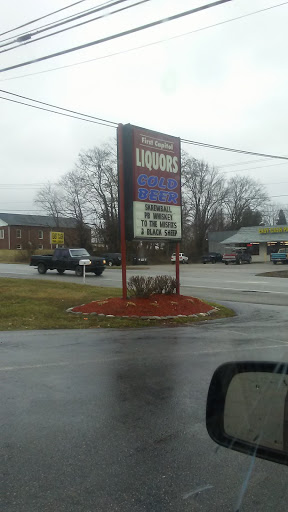 First Capital
LIQUORS
COLD
BEER
SKREWBALL
PB WHISKEY
TO THE MISFITS
& BLACK SHEEP